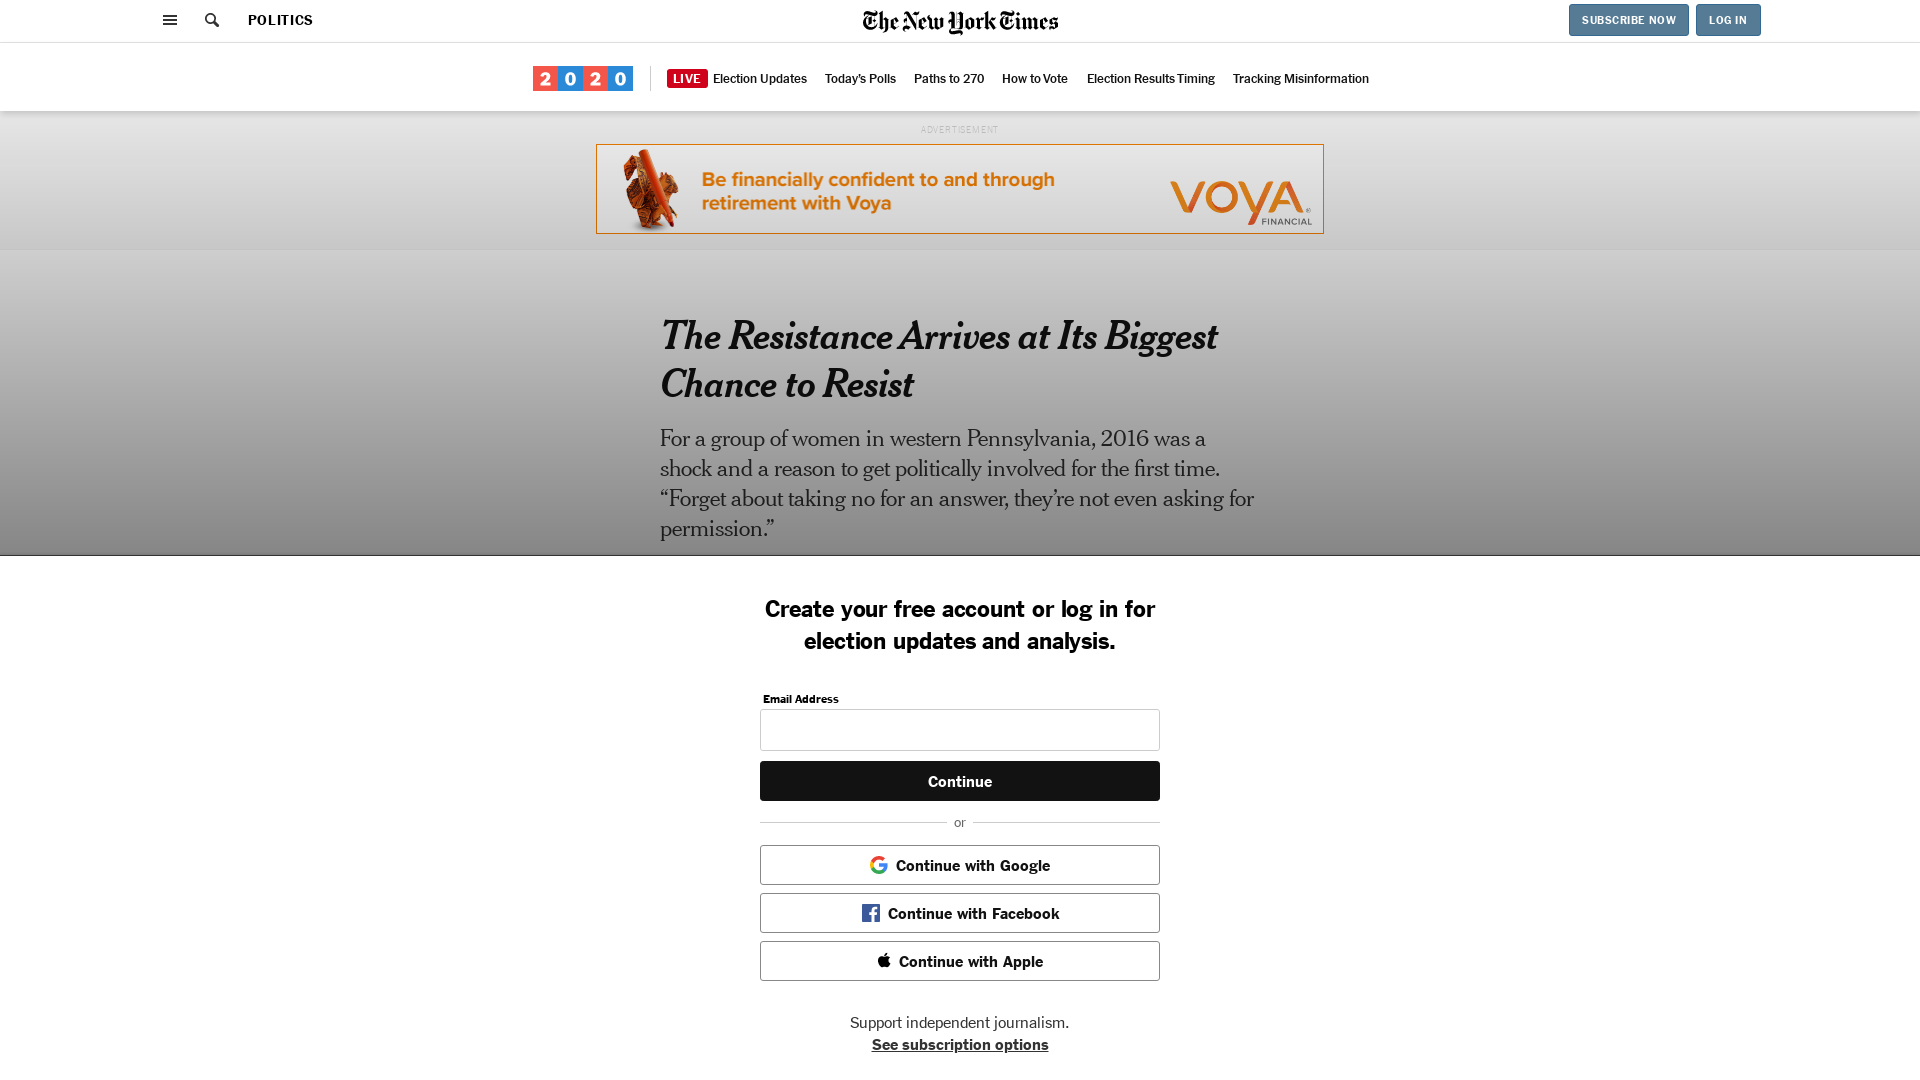 POLITICS
The New York Times
SUBSCRIBE NOW
LOG IN
2020
LIVE Election Updates
Today's Polls
Paths to 270
How to Vote
Election Results Timing
Tracking Misinformation
ADVERTISEMENT
Be financially confident to and through
retirement with Voya
VOYA®
FINANCIAL
The Resistance Arrives at Its Biggest
Chance to Resist
For a group of women in western Pennsylvania, 2016 was a
shock and a reason to get politically involved for the first time.
“Forget about taking no for an answer, they’re not even asking for
permission.”
Create your free account or log in for
election updates and analysis.
Email Address
Continue
or
Continue with Google
Continue with Facebook
Continue with Apple
Support independent journalism.
See subscription options